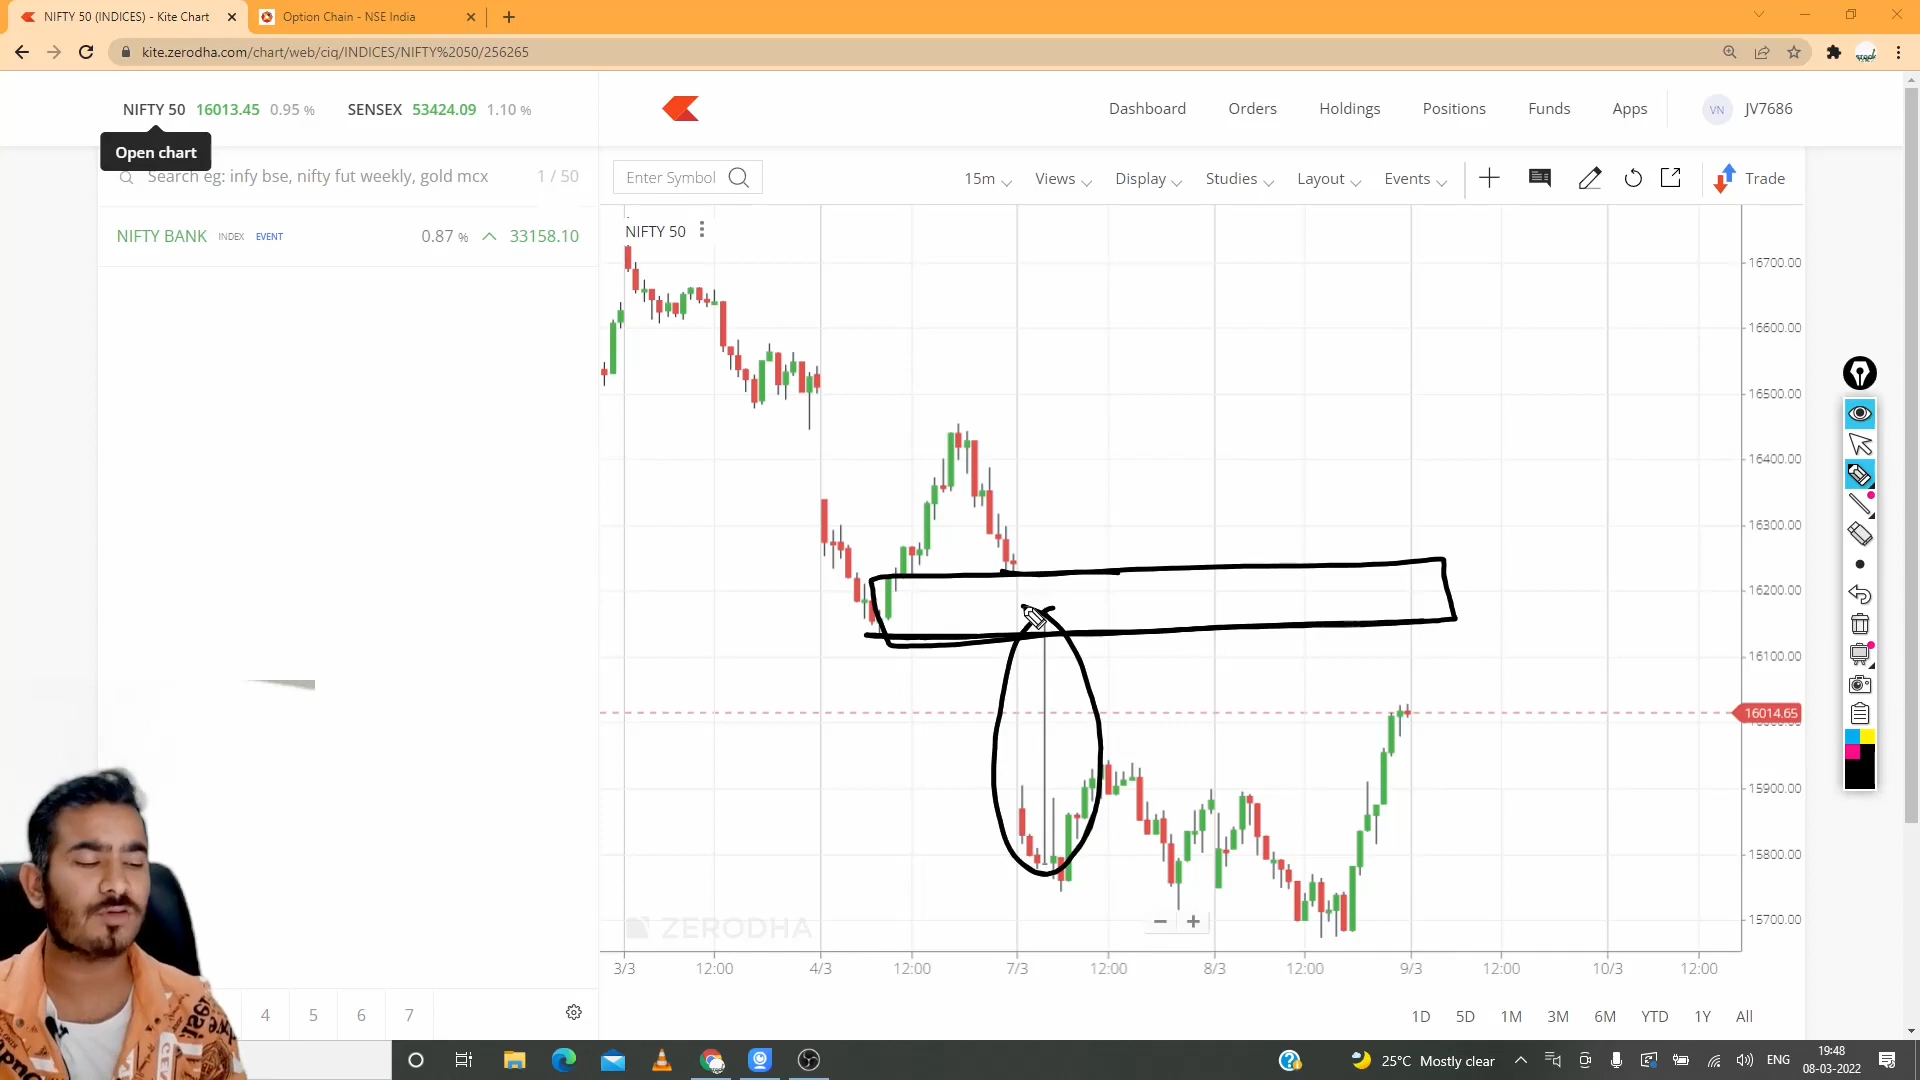 NIFTY 50 (INDICES) - Kite Chart
Option Chain - NSE India
kite.zerodha.com/chart/web/ciq/INDICES/NIFTY%2050/256265
NIFTY 50 16013.45 0.95 % SENSEX 53424.09 1.10 %
Dashboard Orders Holdings Positions Funds Apps VN JV7686
Open chart
Search eg: infy bse, nifty fut weekly, gold mcx 1 / 50
Enter Symbol 15m Views Display Studies Layout Events Trade
NIFTY BANK INDEX EVENT 0.87 % 33158.10
NIFTY 50
16700.00
16600.00
16500.00
16400.00
16300.00
16200.00
16100.00
16014.65
15900.00
15800.00
15700.00
ZERODHA
3/3 12:00 4/3 12:00 7/3 12:00 8/3 12:00 9/3 12:00 10/3 12:00
4 5 6 7
1D 5D 1M 3M 6M YTD 1Y All
25°C Mostly clear ENG 19:48
08-03-2022